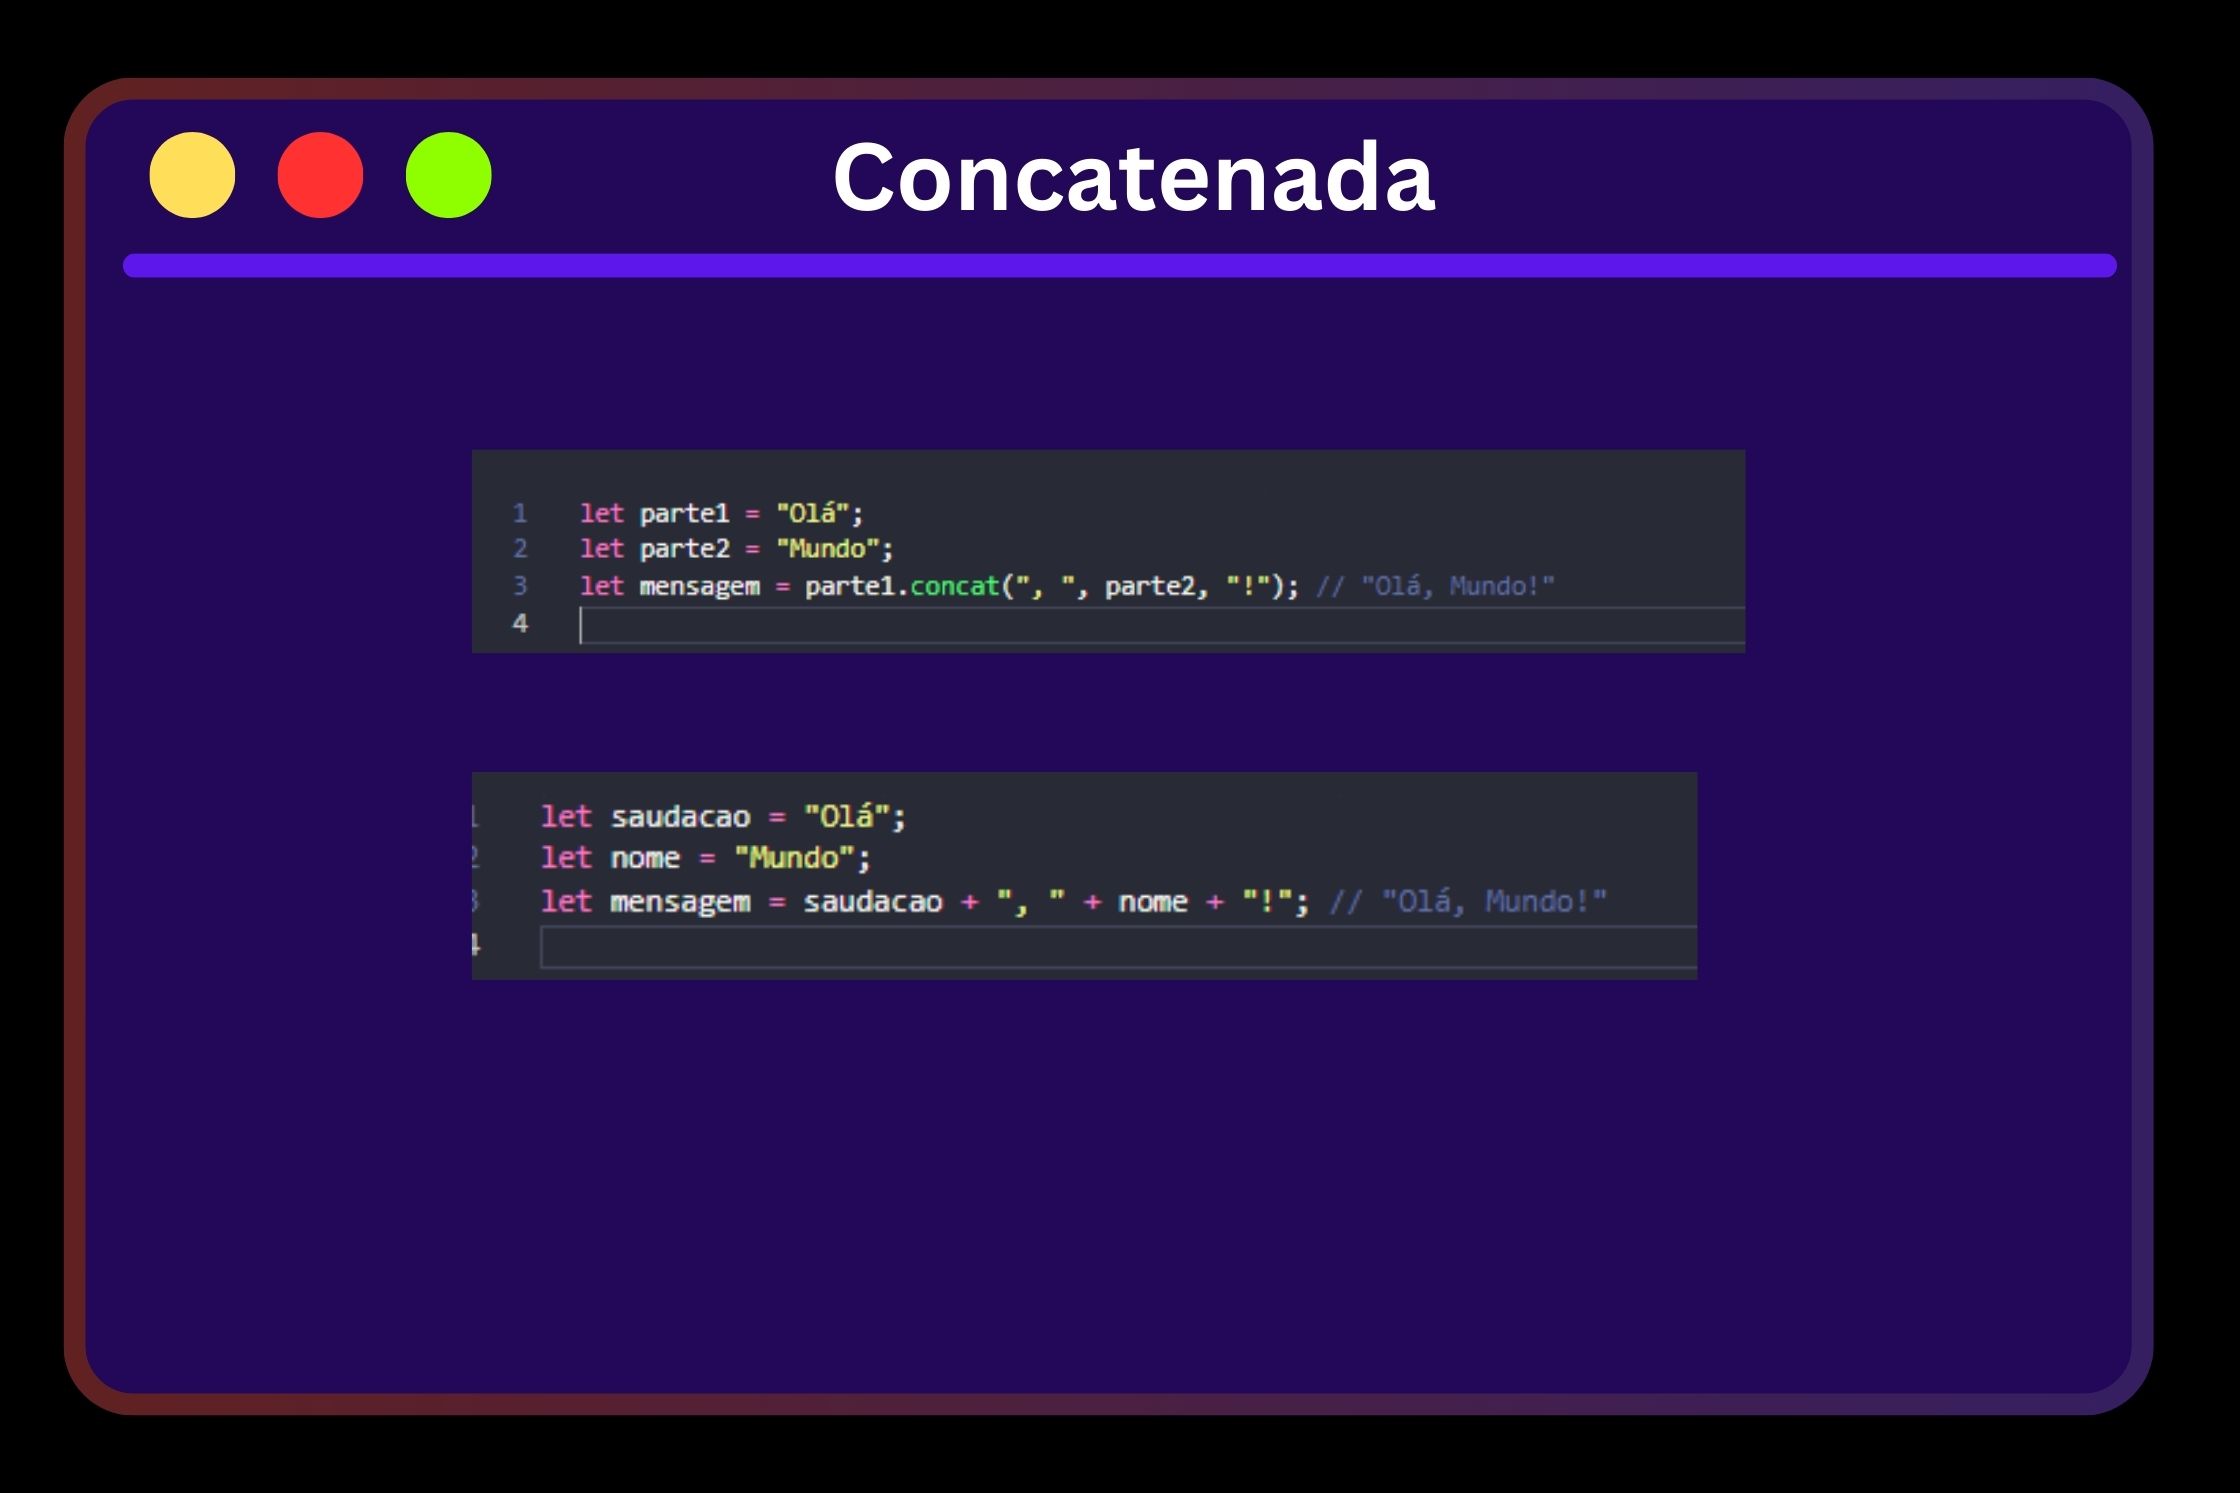 Concatenada
1 let parte1 = "Olá";
2 let parte2 = "Mundo";
3 let mensagem = parte1.concat(", ", parte2, "!"); // "Olá, Mundo!"
4
1 let saudacao = "Olá";
2 let nome = "Mundo";
3 let mensagem = saudacao + ", " + nome + "!"; // "Olá, Mundo!"
4